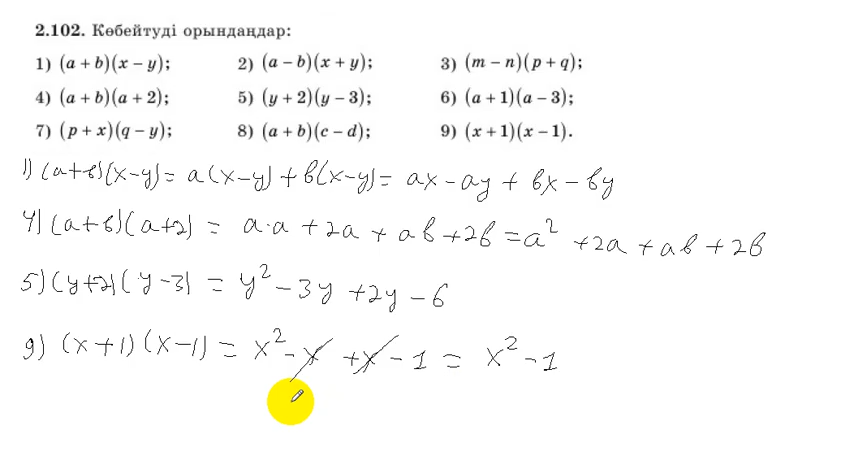 2.102. Көбейтуді орындаңдар:
1) (a + b)(x − y); 2) (a − b)(x + y); 3) (m − n)(p + q);
4) (a + b)(a + 2); 5) (y + 2)(y − 3); 6) (a + 1)(a − 3);
7) (p + x)(q − y); 8) (a + b)(c − d); 9) (x + 1)(x − 1).
1) (a+b)(x−y) = a(x−y) + b(x−y) = ax − ay + bx − by
4) (a+b)(a+2) = a·a + 2a + ab + 2b = a² + 2a + ab + 2b
5) (y+2)(y−3) = y² − 3y + 2y − 6
9) (x+1)(x−1) = x² − x + x − 1 = x² − 1